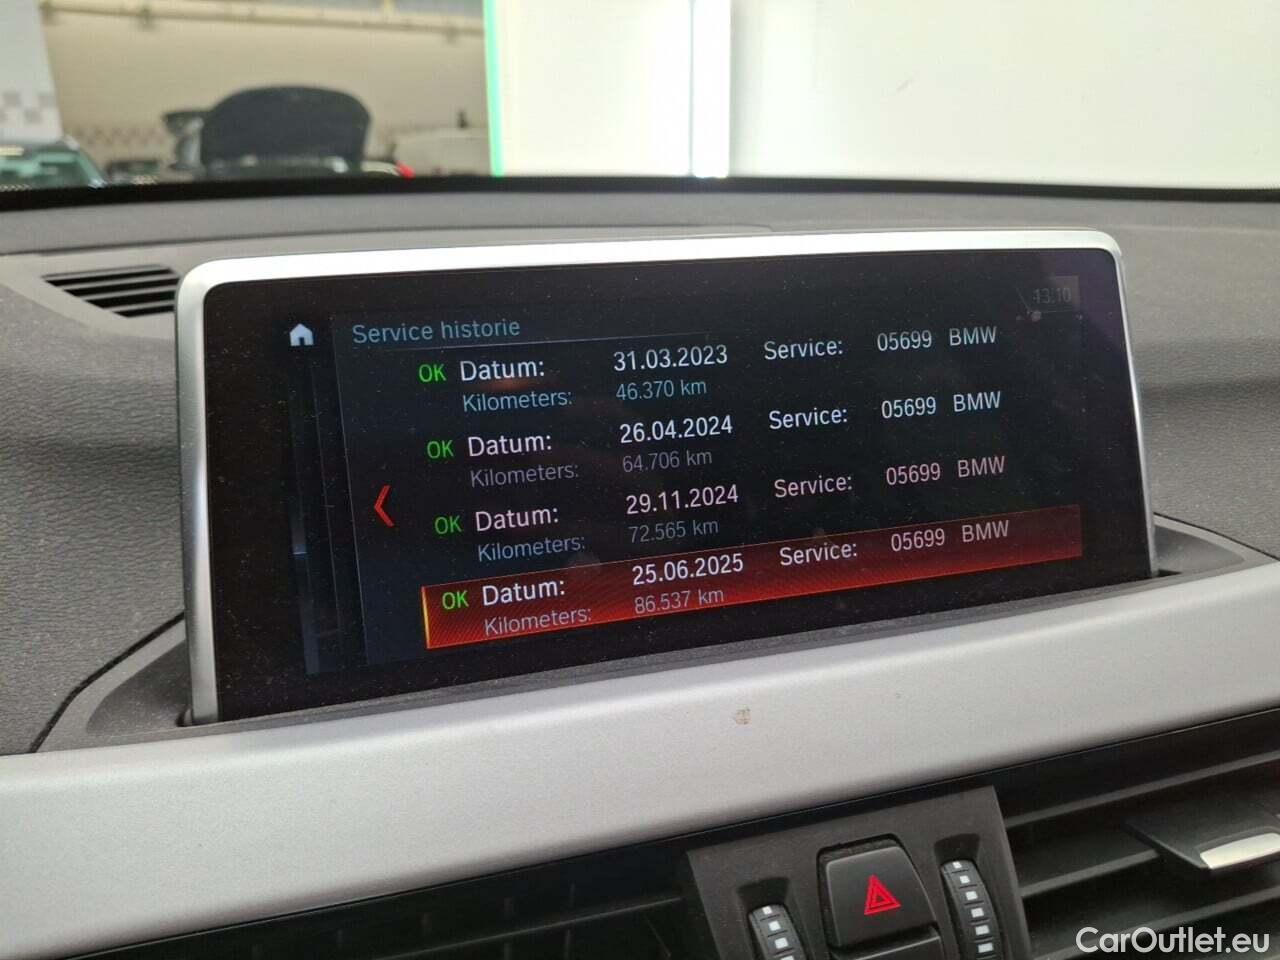 13:10
Service historie
OK Datum: 31.03.2023 Service: 05699 BMW
Kilometers: 46.370 km
OK Datum: 26.04.2024 Service: 05699 BMW
Kilometers: 64.706 km
OK Datum: 29.11.2024 Service: 05699 BMW
Kilometers: 72.565 km
OK Datum: 25.06.2025 Service: 05699 BMW
Kilometers: 86.537 km
CarOutlet.eu